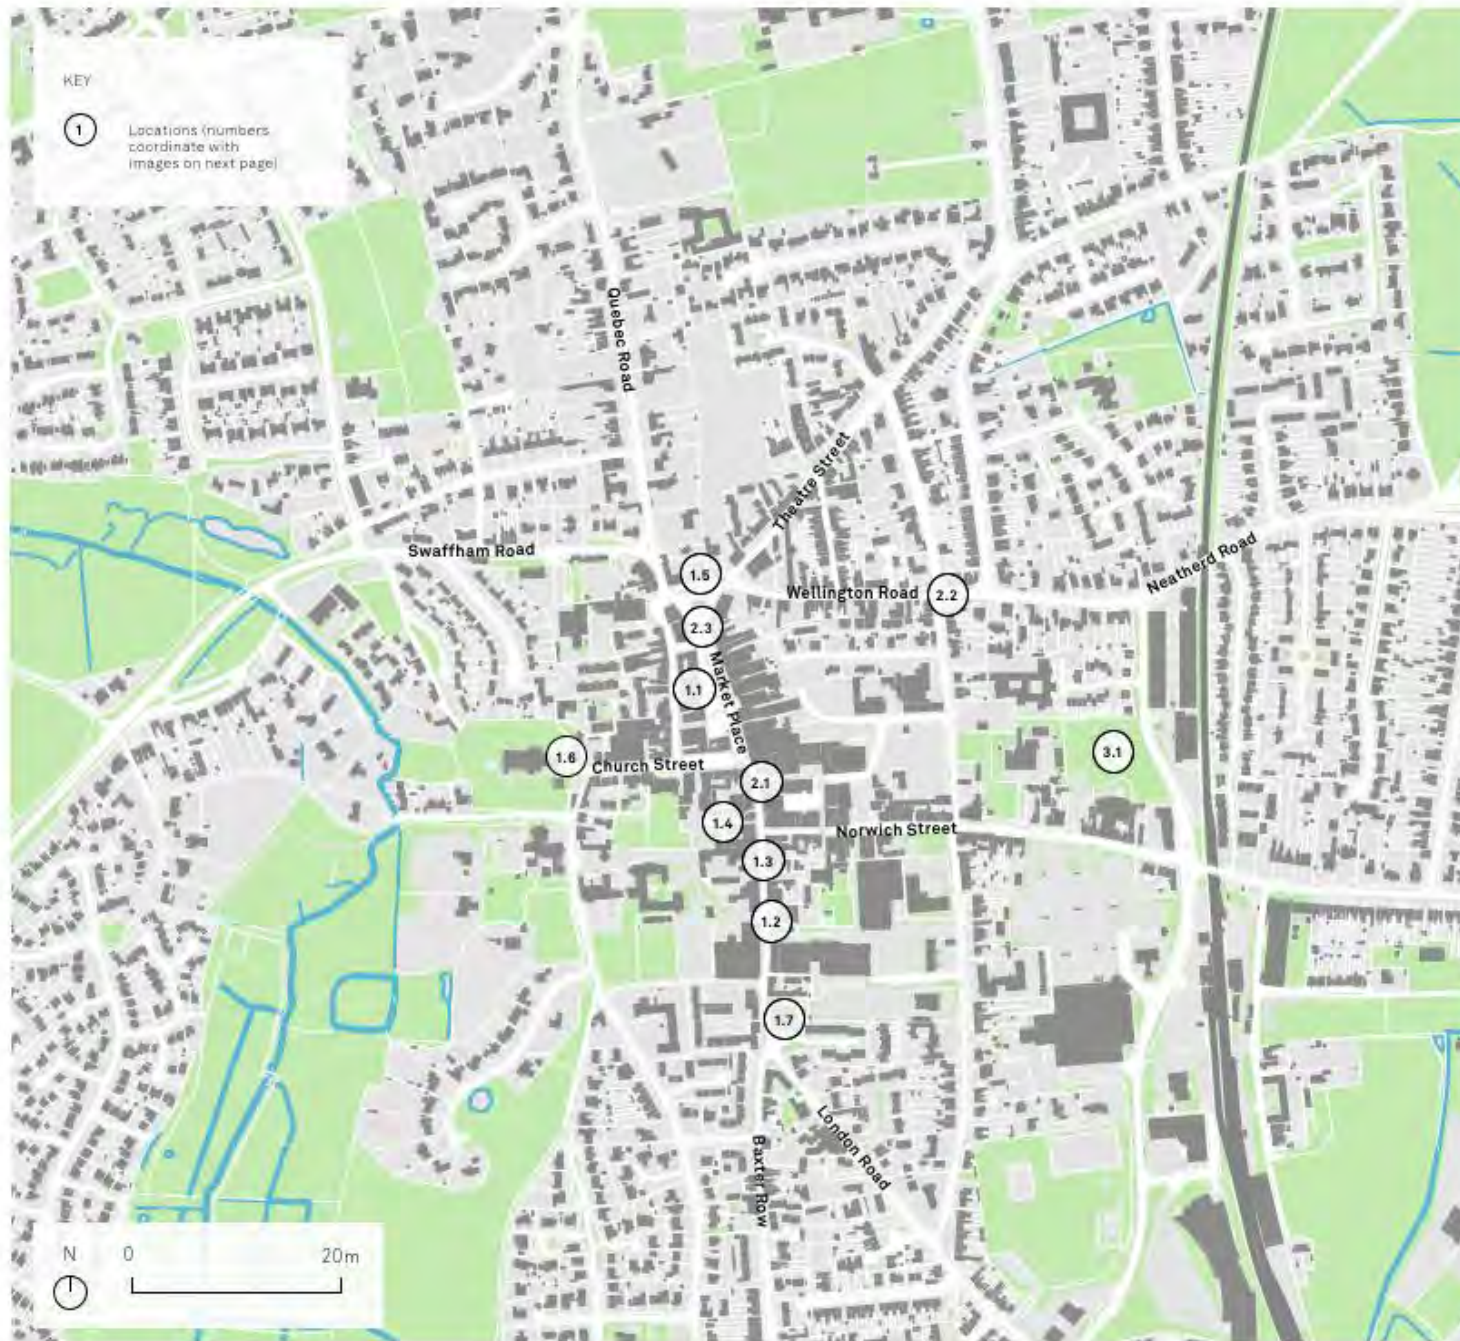 KEY
1
Locations (numbers
coordinate with
images on next page)
Quebec Road
Theatre Street
Swaffham Road
Neatherd Road
1.5
Wellington Road
2.2
2.3
Market Place
1.1
1.6
Church Street
3.1
2.1
1.4
Norwich Street
1.3
1.2
1.7
London Road
Baxter Row
N
0
20m